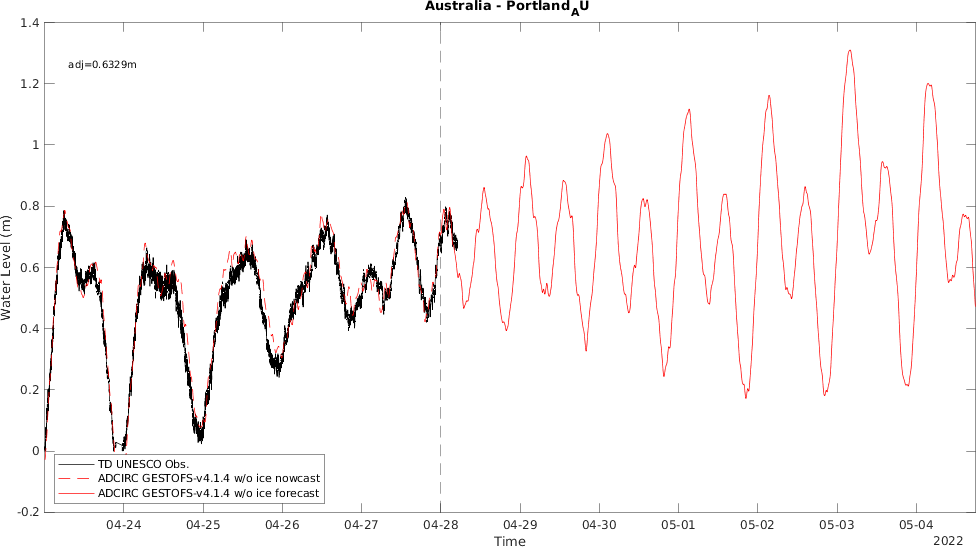 Australia - Portland_AU
adj=0.6329m
1.4
1.2
1
0.8
0.6
0.4
0.2
0
-0.2
Water Level (m)
TD UNESCO Obs.
ADCIRC GESTOFS-v4.1.4 w/o ice nowcast
ADCIRC GESTOFS-v4.1.4 w/o ice forecast
04-24 04-25 04-26 04-27 04-28 04-29 04-30 05-01 05-02 05-03 05-04
Time
2022